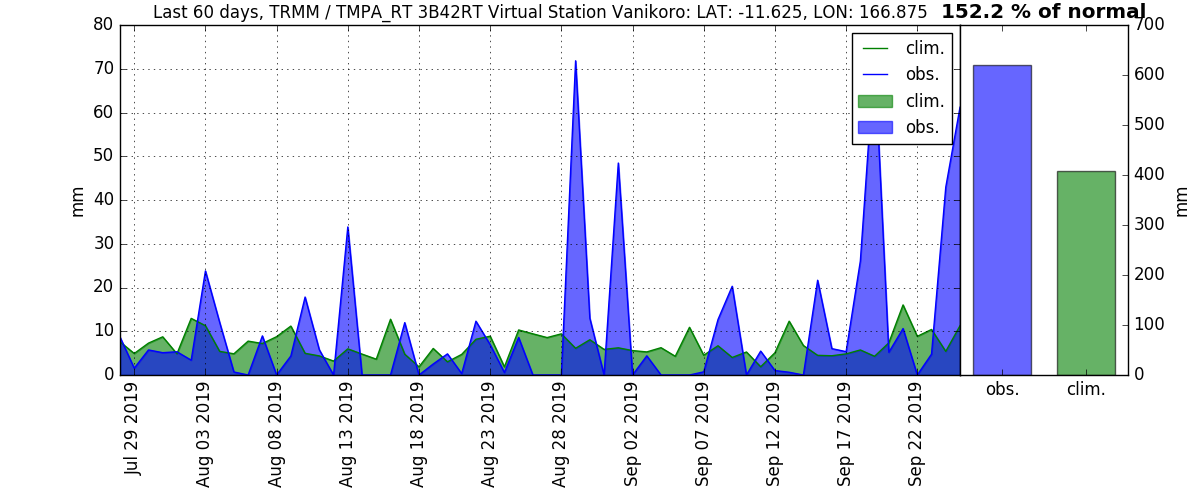 Last 60 days, TRMM / TMPA_RT 3B42RT Virtual Station Vanikoro: LAT: -11.625, LON: 166.875 152.2 % of normal
80
70
60
50
40
30
20
10
0
mm
clim.
obs.
clim.
obs.
700
600
500
400
300
200
100
0
mm
obs. clim.
Jul 29 2019
Aug 03 2019
Aug 08 2019
Aug 13 2019
Aug 18 2019
Aug 23 2019
Aug 28 2019
Sep 02 2019
Sep 07 2019
Sep 12 2019
Sep 17 2019
Sep 22 2019